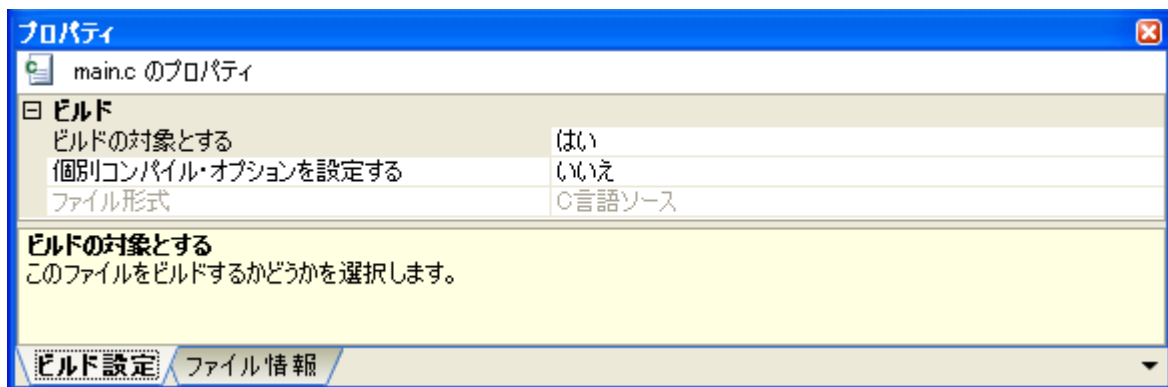 プロパティ
main.c のプロパティ
ビルド
ビルドの対象とする はい
個別コンパイル・オプションを設定する いいえ
ファイル形式 C言語ソース
ビルドの対象とする
このファイルをビルドするかどうかを選択します。
ビルド設定 ファイル情報